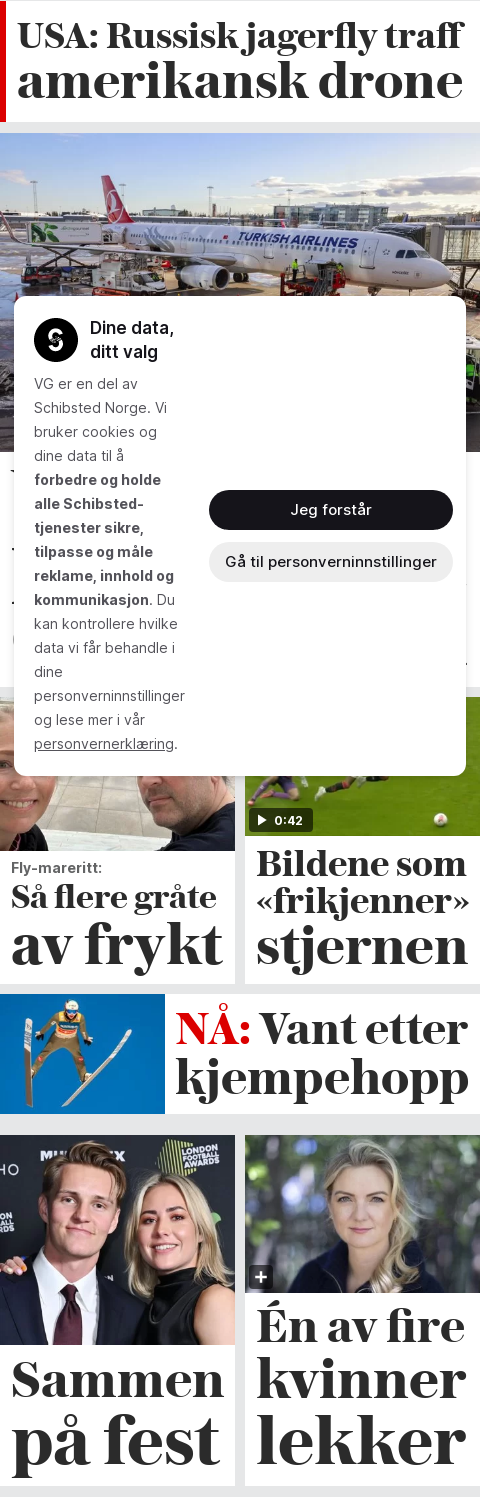 USA: Russisk jagerfly traff
amerikansk drone
TURKISH AIRLINES
Dine data,
ditt valg
VG er en del av
Schibsted Norge. Vi
bruker cookies og
dine data til å
forbedre og holde
alle Schibsted-
tjenester sikre,
tilpasse og måle
reklame, innhold og
kommunikasjon. Du
kan kontrollere hvilke
data vi får behandle i
dine
personverninnstillinger
og lese mer i vår
personvernerklæring.
Jeg forstår
Gå til personverninnstillinger
0:42
Fly-mareritt:
Så flere gråte
av frykt
Bildene som
«frikjenner»
stjernen
NÅ: Vant etter
kjempehopp
LONDON
FOOTBALL
AWARDS
Sammen
på fest
Én av fire
kvinner
lekker